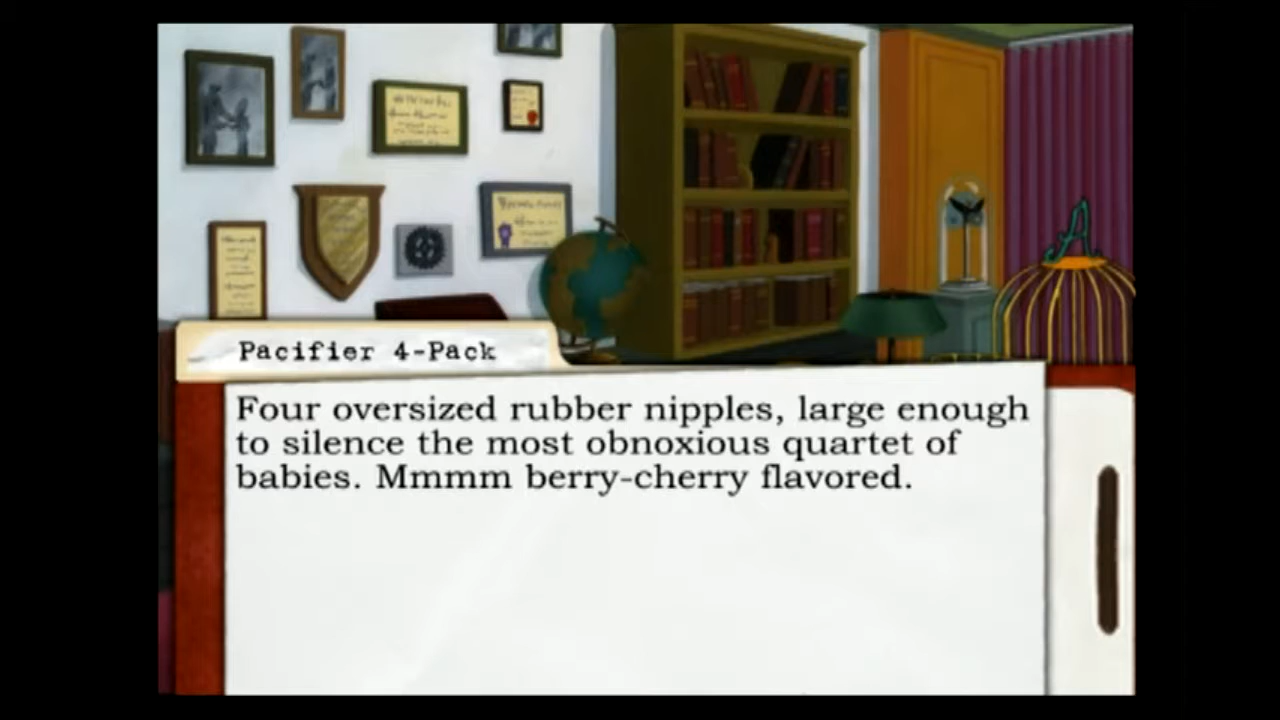 Pacifier 4-Pack
Four oversized rubber nipples, large enough
to silence the most obnoxious quartet of
babies. Mmmm berry-cherry flavored.
A